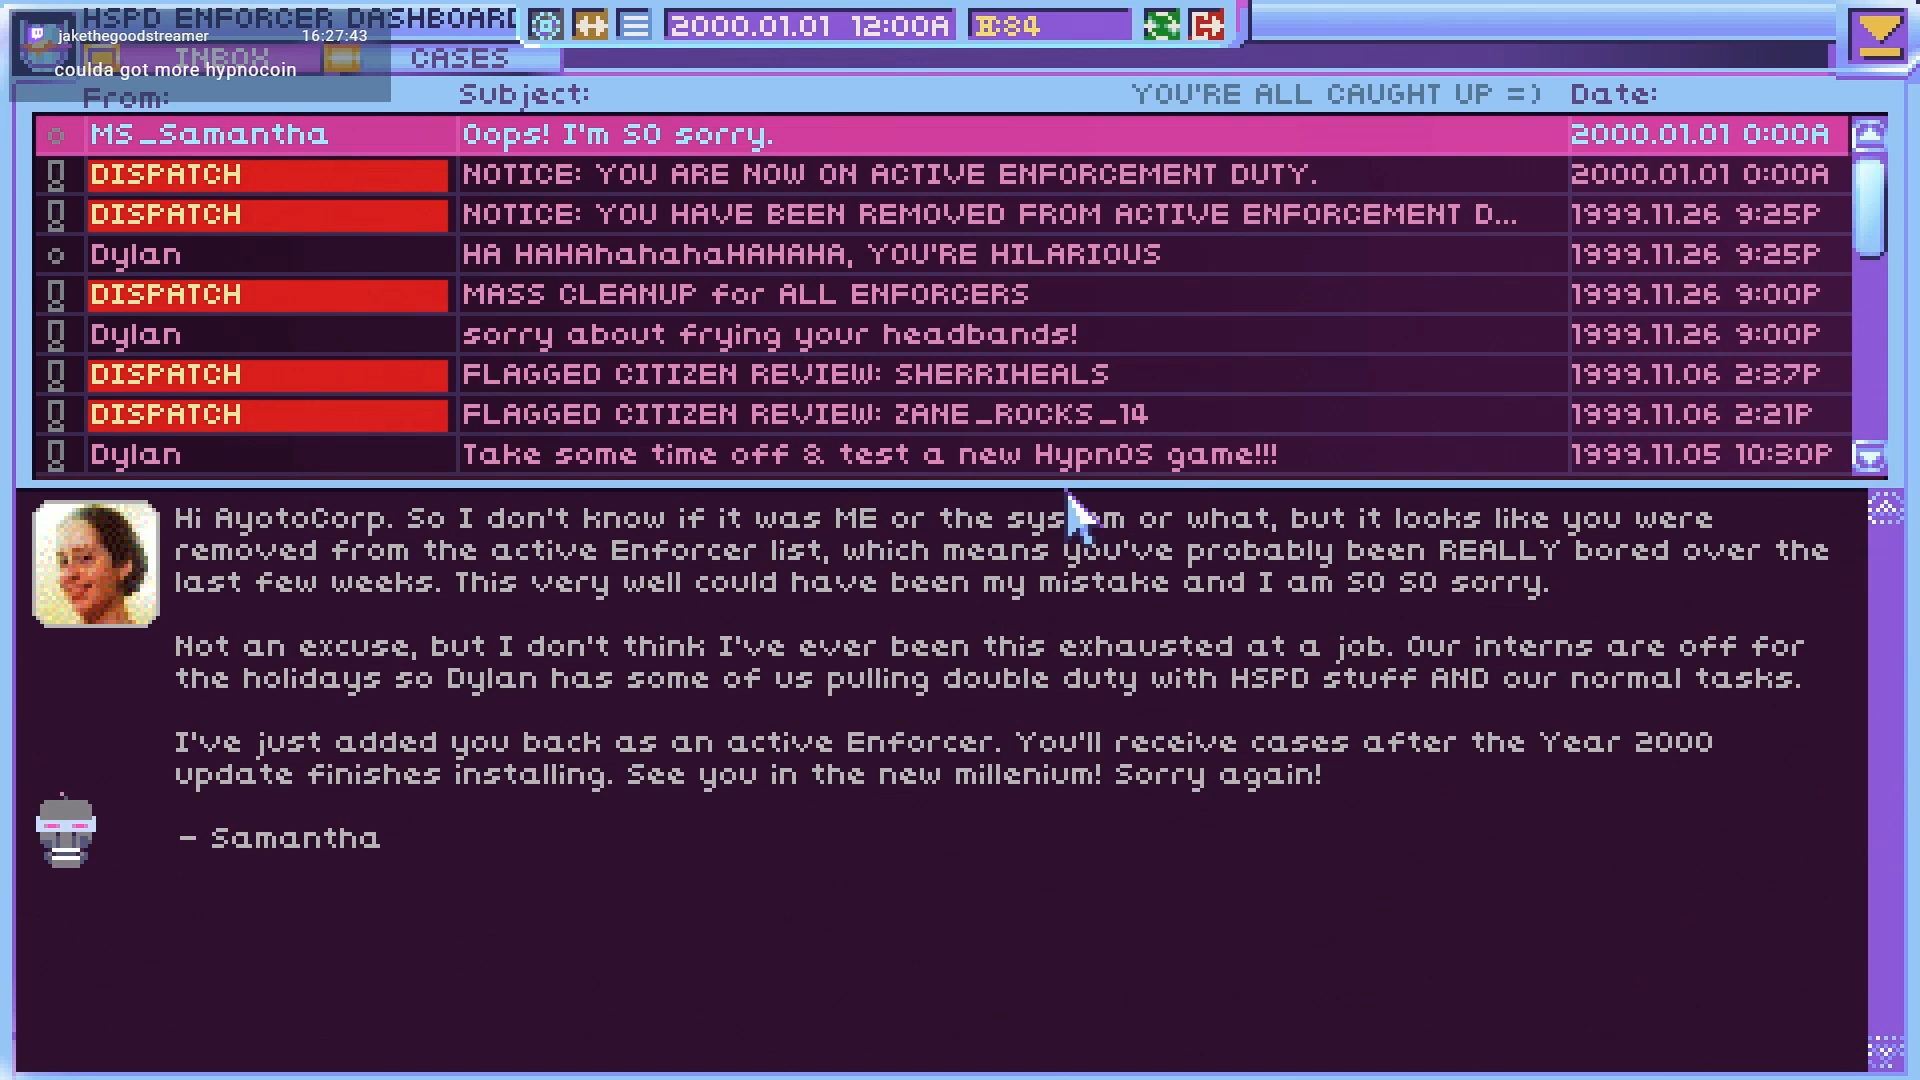 HSPD ENFORCER DASHBOARD
2000.01.01 12:00A
84
jakethegoodstreamer 16:27:43
coulda got more hypnocoin
INBOX
CASES
From: Subject: YOU'RE ALL CAUGHT UP =) Date:
MS_Samantha Oops! I'm SO sorry. 2000.01.01 0:00A
DISPATCH NOTICE: YOU ARE NOW ON ACTIVE ENFORCEMENT DUTY. 2000.01.01 0:00A
DISPATCH NOTICE: YOU HAVE BEEN REMOVED FROM ACTIVE ENFORCEMENT D... 1999.11.26 9:25P
Dylan HA HAHAhahahaHAHAHA, YOU'RE HILARIOUS 1999.11.26 9:25P
DISPATCH MASS CLEANUP for ALL ENFORCERS 1999.11.26 9:00P
Dylan sorry about frying your headbands! 1999.11.26 9:00P
DISPATCH FLAGGED CITIZEN REVIEW: SHERRIHEALS 1999.11.06 2:37P
DISPATCH FLAGGED CITIZEN REVIEW: ZANE_ROCKS_14 1999.11.06 2:21P
Dylan Take some time off & test a new HypnOS game!!! 1999.11.05 10:30P
Hi AyotoCorp. So I don't know if it was ME or the system or what, but it looks like you were
removed from the active Enforcer list, which means you've probably been REALLY bored over the
last few weeks. This very well could have been my mistake and I am SO SO sorry.
Not an excuse, but I don't think I've ever been this exhausted at a job. Our interns are off for
the holidays so Dylan has some of us pulling double duty with HSPD stuff AND our normal tasks.
I've just added you back as an active Enforcer. You'll receive cases after the Year 2000
update finishes installing. See you in the new millenium! Sorry again!
- Samantha